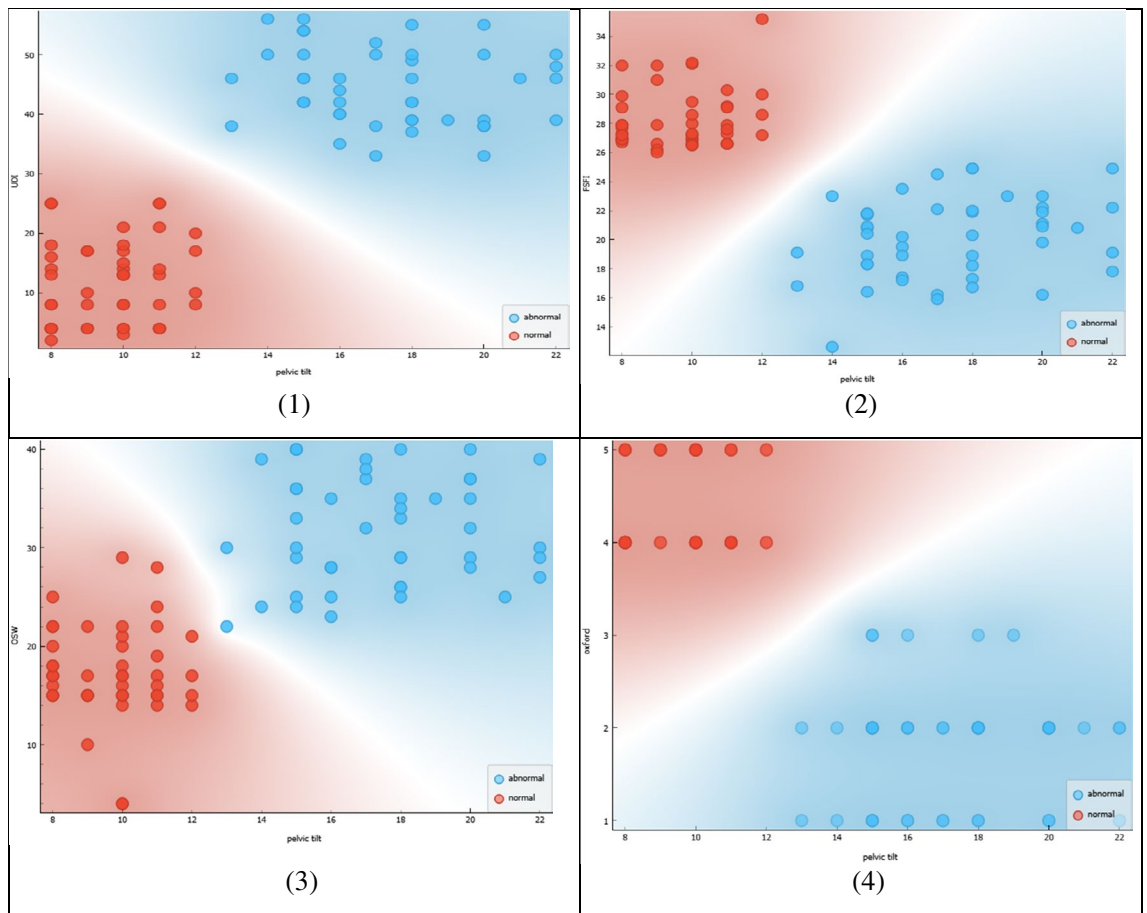 UDI
50
40
30
20
10
8 10 12 14 16 18 20 22
pelvic tilt
abnormal
normal
(1)
FSFI
34
32
30
28
26
24
22
20
18
16
14
8 10 12 14 16 18 20 22
pelvic tilt
abnormal
normal
(2)
OSW
40
30
20
10
8 10 12 14 16 18 20 22
pelvic tilt
abnormal
normal
(3)
oxford
5
4
3
2
1
8 10 12 14 16 18 20 22
pelvic tilt
abnormal
normal
(4)